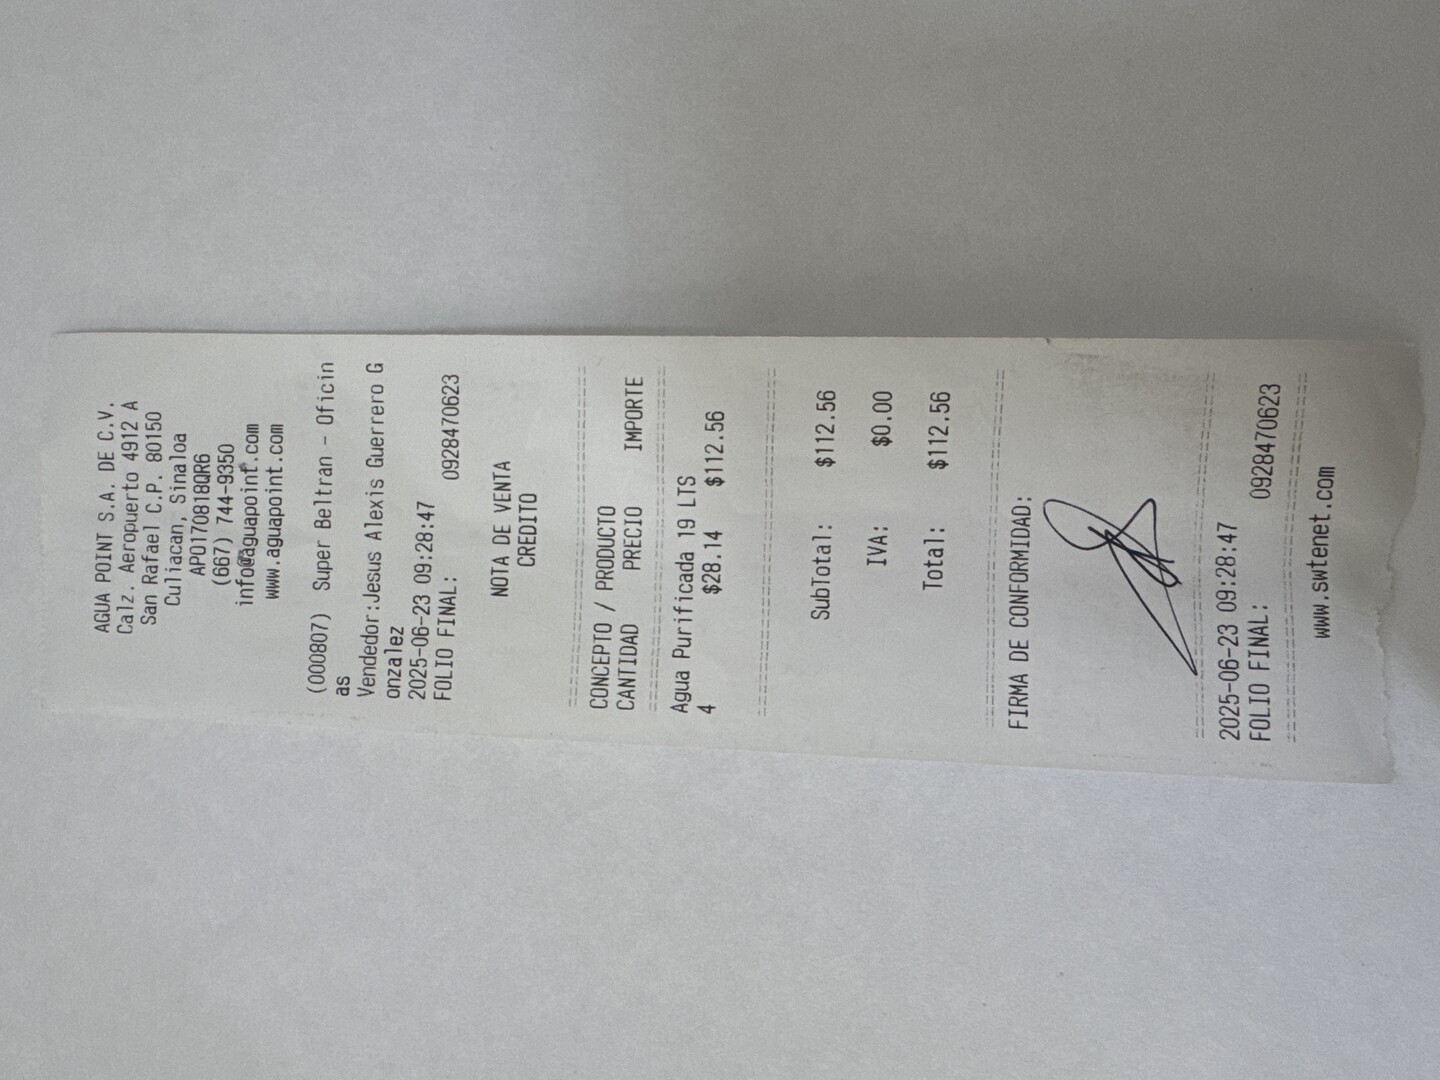 AGUA POINT S.A. DE C.V.
Calz. Aeropuerto 4912 A
San Rafael C.P. 80150
Culiacan, Sinaloa
APO170818QR6
(667) 744-9350
info@aguapoint.com
www.aguapoint.com
(000807) Super Beltran - Oficin
as
Vendedor:Jesus Alexis Guerrero G
onzalez
2025-06-23 09:28:47
FOLIO FINAL: 0928470623
NOTA DE VENTA
CREDITO
CONCEPTO / PRODUCTO
CANTIDAD PRECIO IMPORTE
Agua Purificada 19 LTS
4 $28.14 $112.56
SubTotal: $112.56
IVA: $0.00
Total: $112.56
FIRMA DE CONFORMIDAD:
2025-06-23 09:28:47
FOLIO FINAL: 0928470623
www.swtenet.com